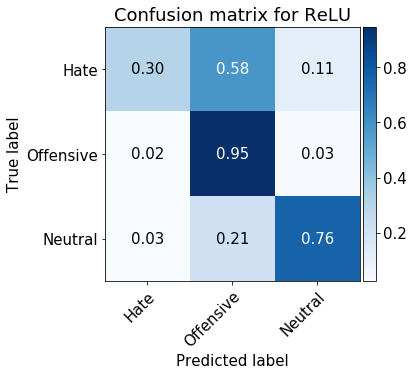 Confusion matrix for ReLU
Hate 0.30 0.58 0.11
Offensive 0.02 0.95 0.03
Neutral 0.03 0.21 0.76
True label
Hate Offensive Neutral
Predicted label
0.8
0.6
0.4
0.2